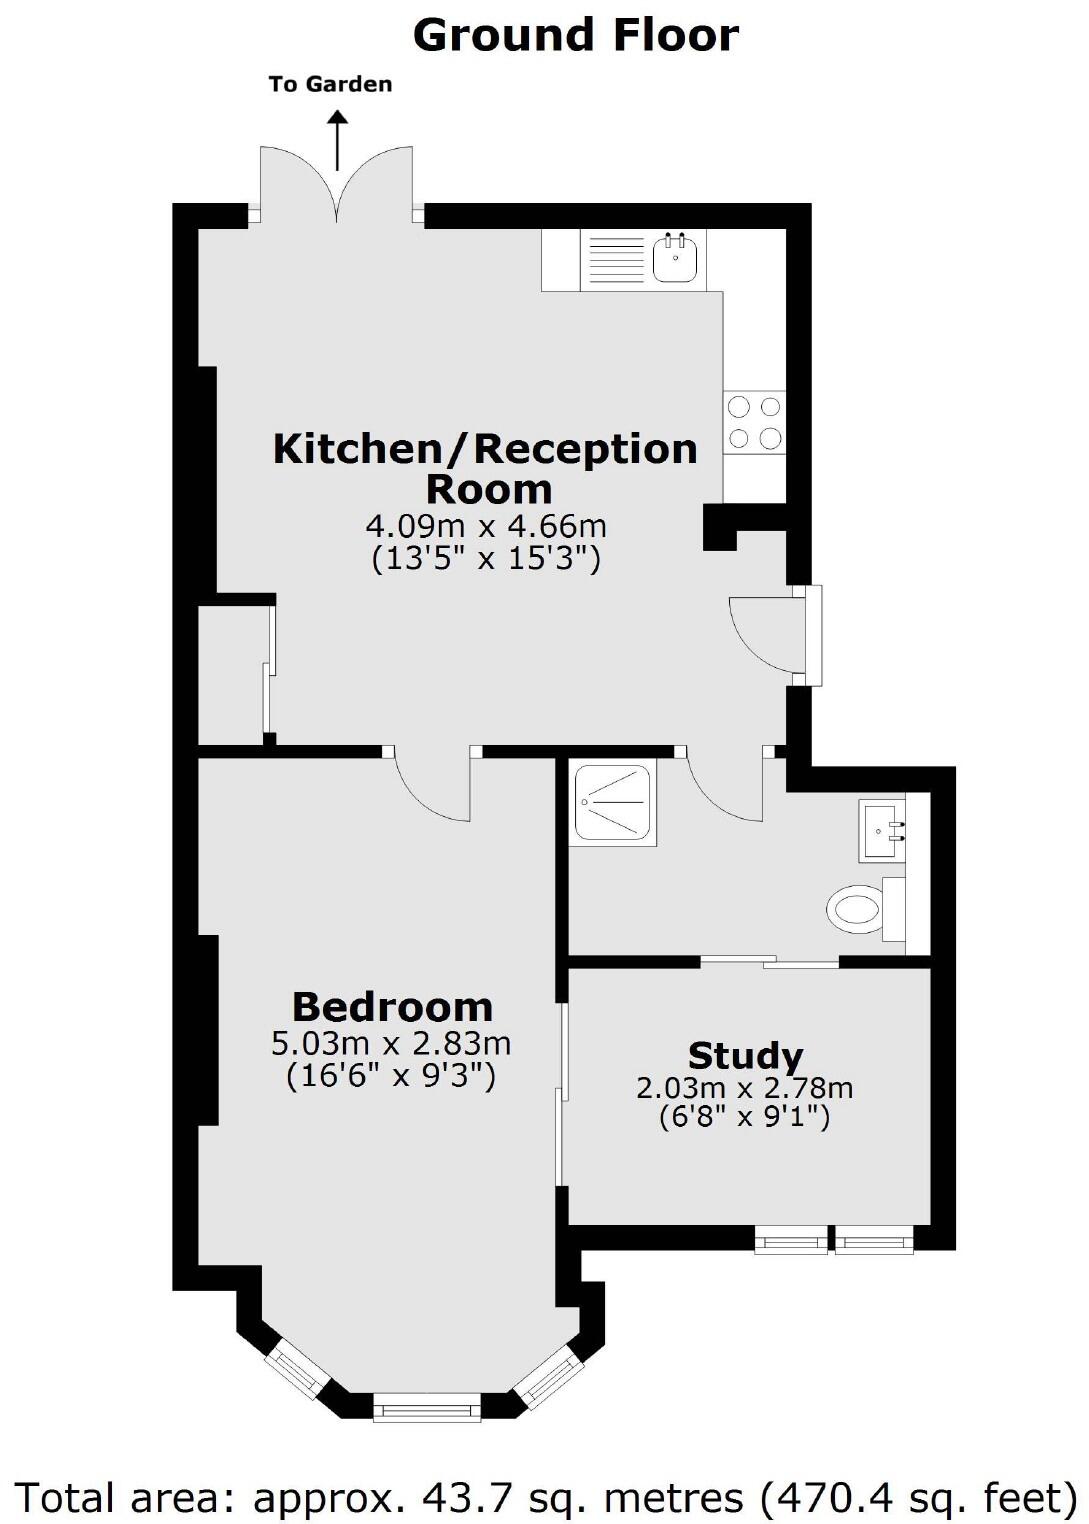 Ground Floor
To Garden
Kitchen/Reception
Room
4.09m x 4.66m
(13'5" x 15'3")
Bedroom
5.03m x 2.83m
(16'6" x 9'3")
Study
2.03m x 2.78m
(6'8" x 9'1")
Total area: approx. 43.7 sq. metres (470.4 sq. feet)